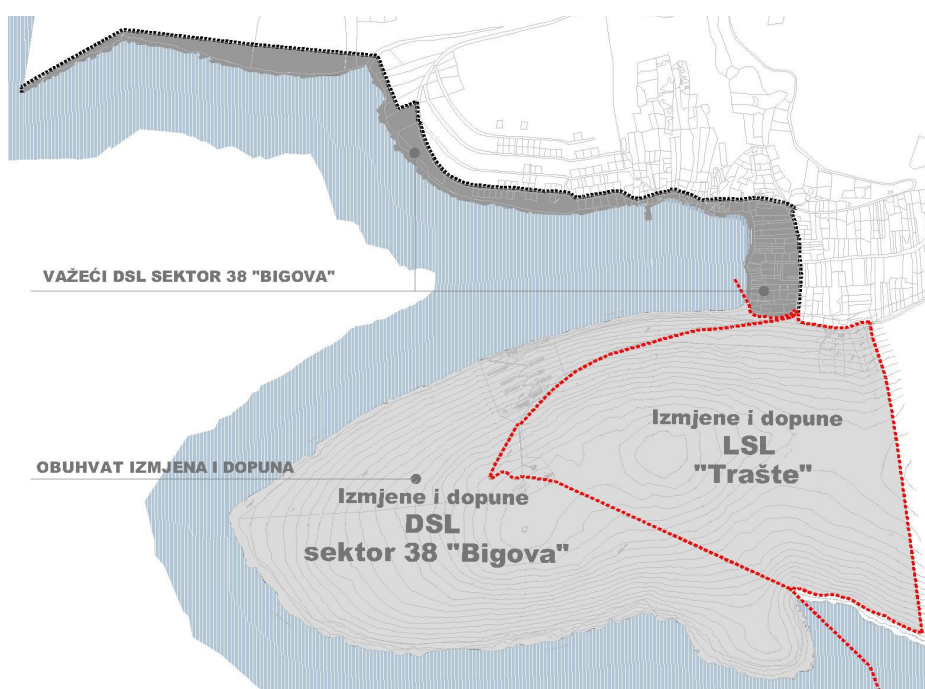 VAŽEĆI DSL SEKTOR 38 "BIGOVA"
Izmjene i dopune
LSL
"Trašte"
OBUHVAT IZMJENA I DOPUNA
Izmjene i dopune
DSL
sektor 38 "Bigova"